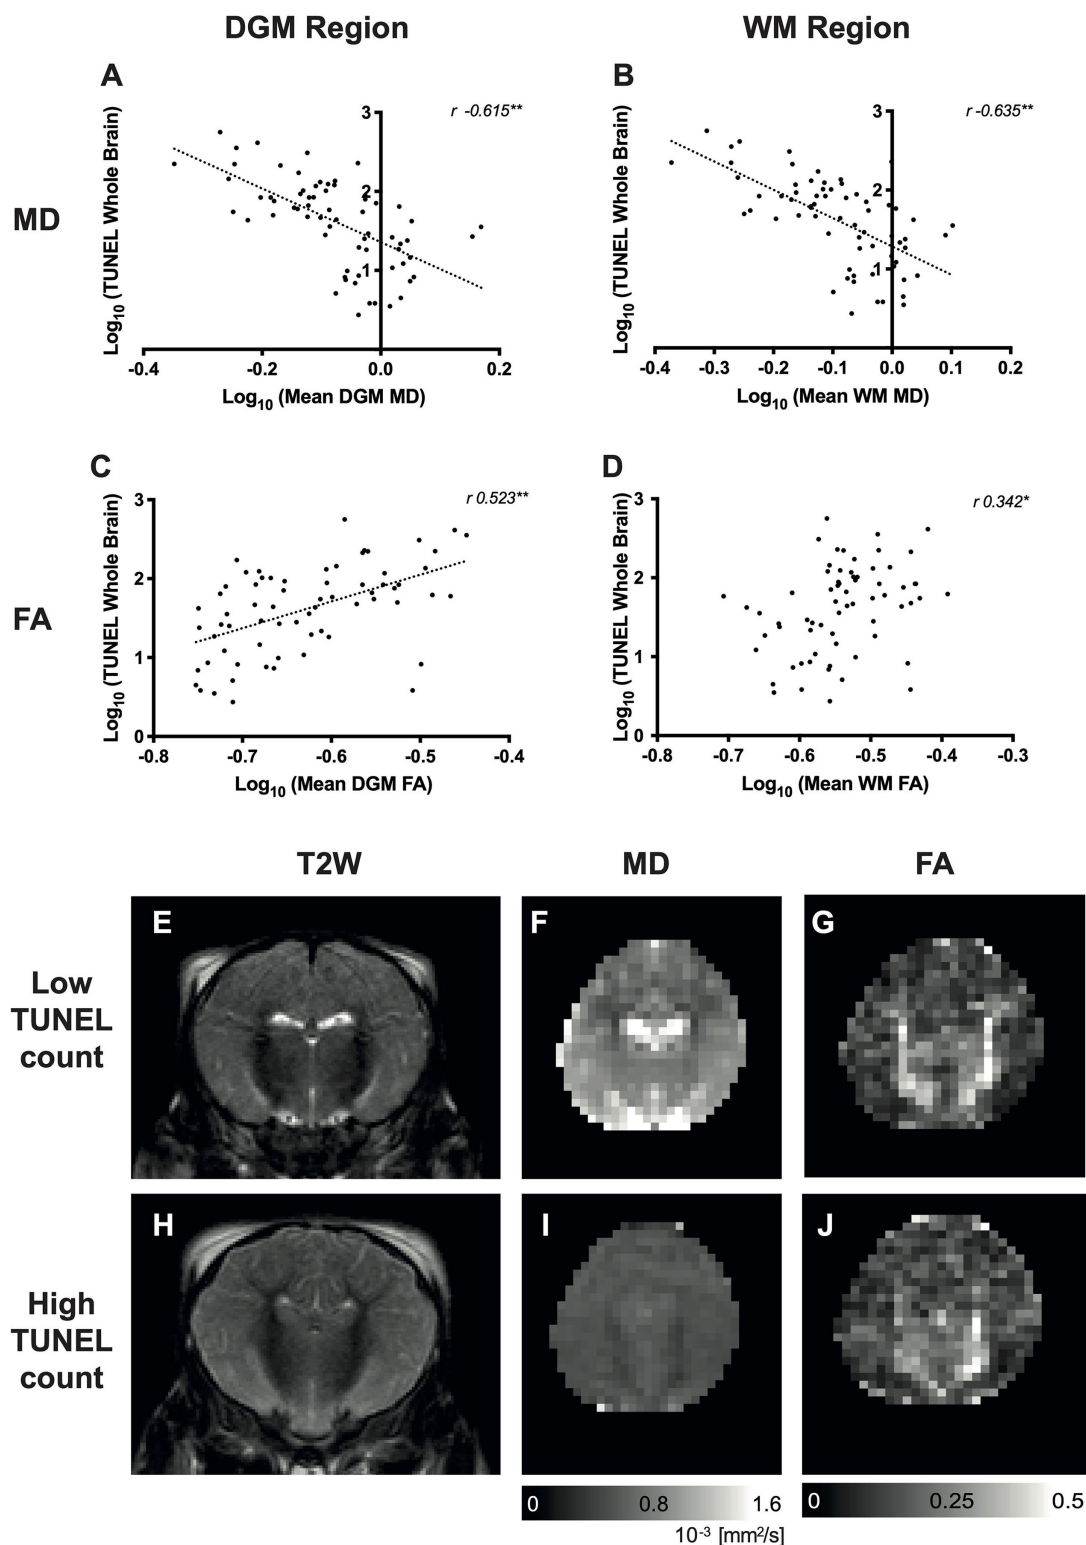 DGM Region WM Region
A B
r -0.615** r -0.635**
MD
Log10 (TUNEL Whole Brain)
3
2
1
-0.4 -0.2 0.0 0.2
Log10 (Mean DGM MD)
Log10 (TUNEL Whole Brain)
3
2
1
-0.4 -0.3 -0.2 -0.1 -0.0 0.1 0.2
Log10 (Mean WM MD)
C D
r 0.523** r 0.342*
FA
Log10 (TUNEL Whole Brain)
3
2
1
0
-0.8 -0.7 -0.6 -0.5 -0.4
Log10 (Mean DGM FA)
Log10 (TUNEL Whole Brain)
3
2
1
0
-0.8 -0.7 -0.6 -0.5 -0.4 -0.3
Log10 (Mean WM FA)
T2W MD FA
E F G
Low
TUNEL
count
H I J
High
TUNEL
count
0 0.8 1.6
10-3 [mm2/s]
0 0.25 0.5